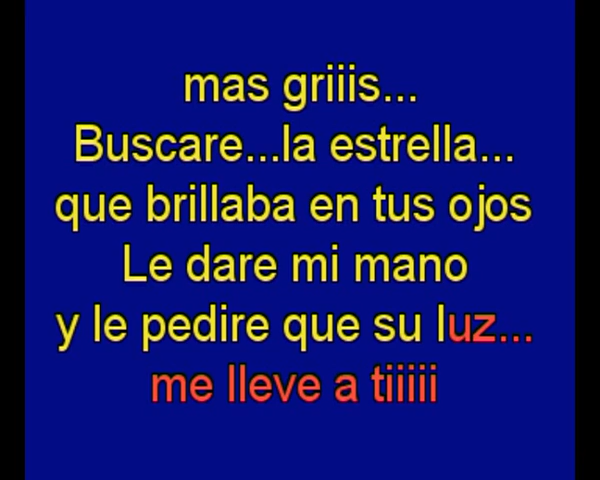 mas griiis...
Buscare...la estrella...
que brillaba en tus ojos
Le dare mi mano
y le pedire que su luz...
me lleve a tiiiii